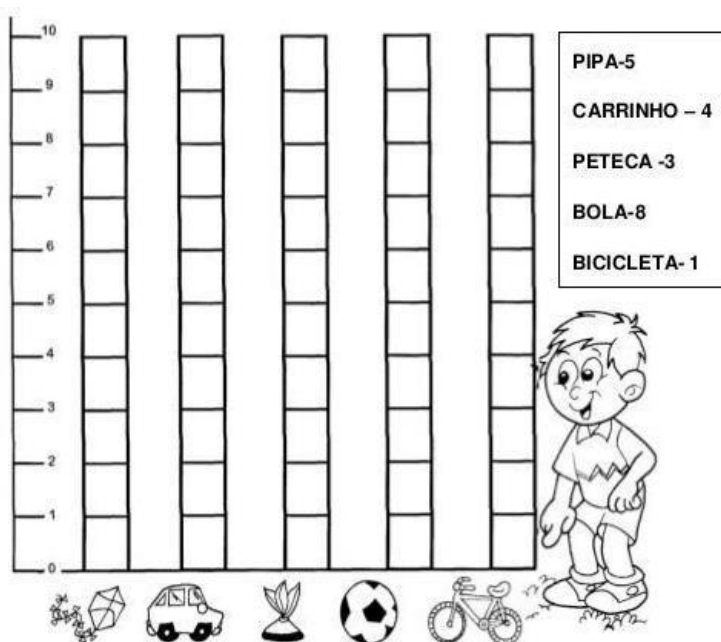 10
9
8
7
6
5
4
3
2
1
0
PIPA-5
CARRINHO – 4
PETECA -3
BOLA-8
BICICLETA- 1